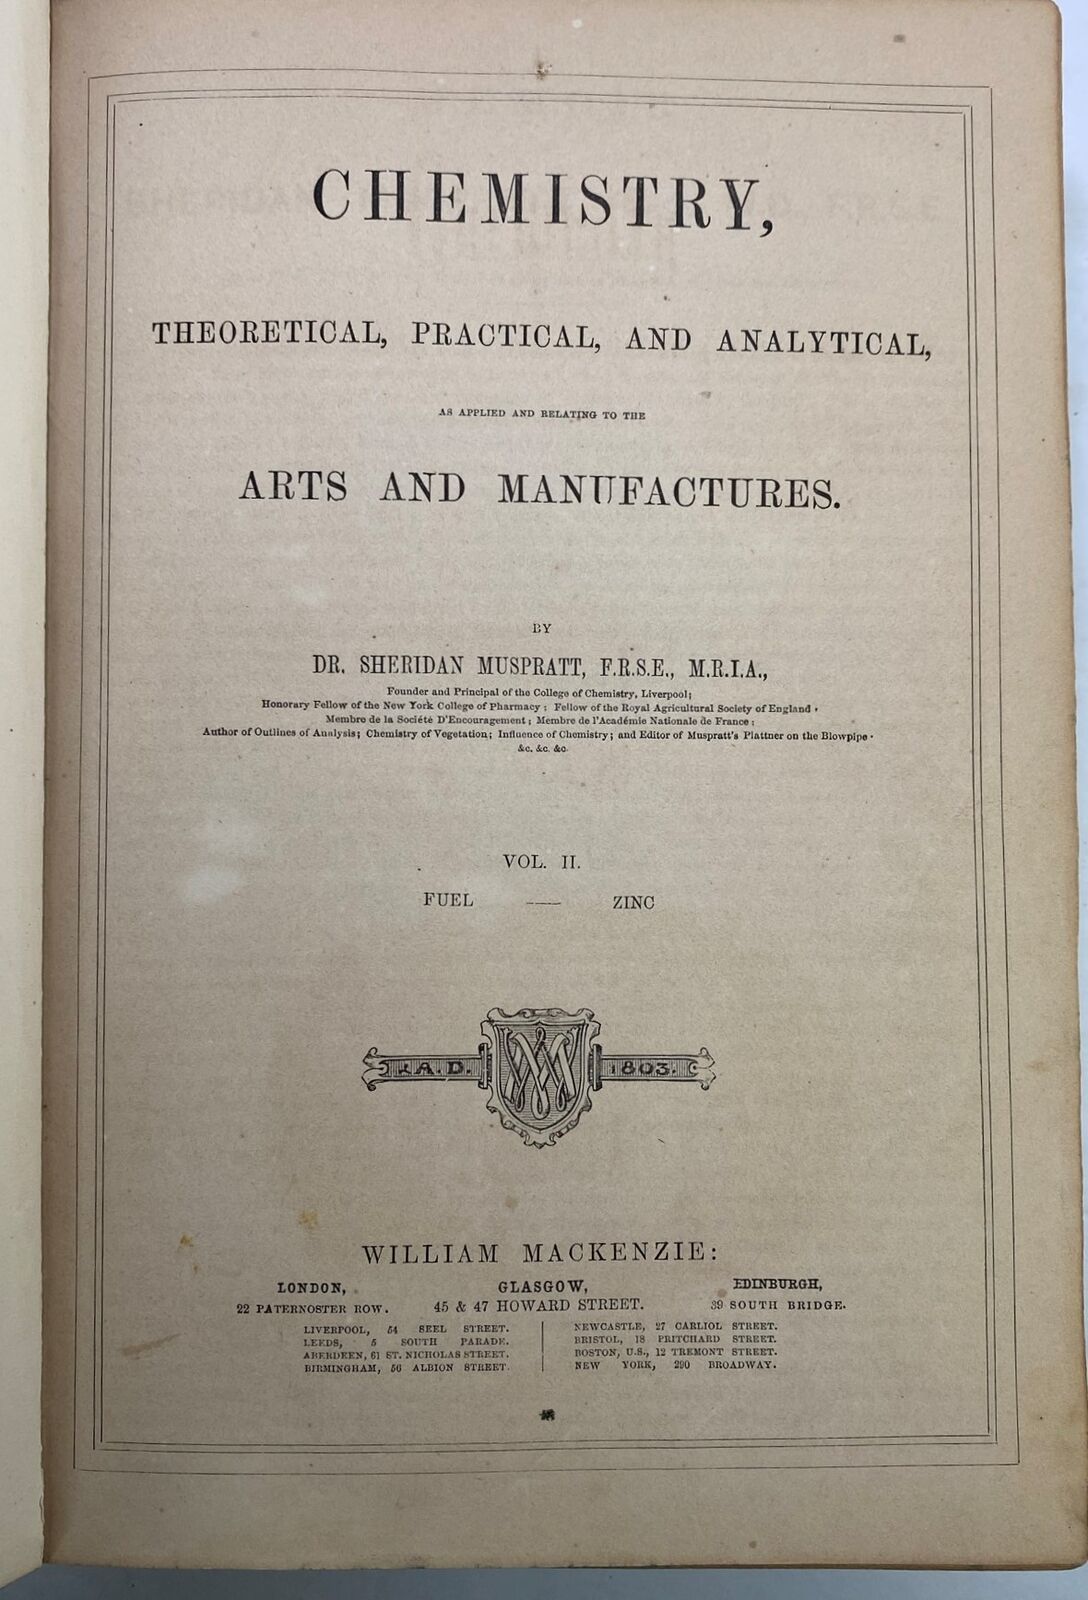 CHEMISTRY,
THEORETICAL, PRACTICAL, AND ANALYTICAL,
AS APPLIED AND RELATING TO THE
ARTS AND MANUFACTURES.
BY
DR. SHERIDAN MUSPRATT, F.R.S.E., M.R.I.A.,
Founder and Principal of the College of Chemistry, Liverpool;
Honorary Fellow of the New York College of Pharmacy; Fellow of the Royal Agricultural Society of England.
Membre de la Société D'Encouragement; Membre de l'Académie Nationale de France;
Author of Outlines of Analysis; Chemistry of Vegetation; Influence of Chemistry; and Editor of Muspratt's Plattner on the Blowpipe.
&c. &c. &c.
VOL. II.
FUEL — ZINC
A.D. 1803.
WILLIAM MACKENZIE:
LONDON, GLASGOW, EDINBURGH,
22 PATERNOSTER ROW. 45 & 47 HOWARD STREET. 39 SOUTH BRIDGE.
LIVERPOOL, 54 SEEL STREET. NEWCASTLE, 27 CARLIOL STREET.
LEEDS, 5 SOUTH PARADE. BRISTOL, 18 PRITCHARD STREET.
ABERDEEN, 61 ST. NICHOLAS STREET. BOSTON, U.S., 12 TREMONT STREET.
BIRMINGHAM, 56 ALBION STREET. NEW YORK, 290 BROADWAY.